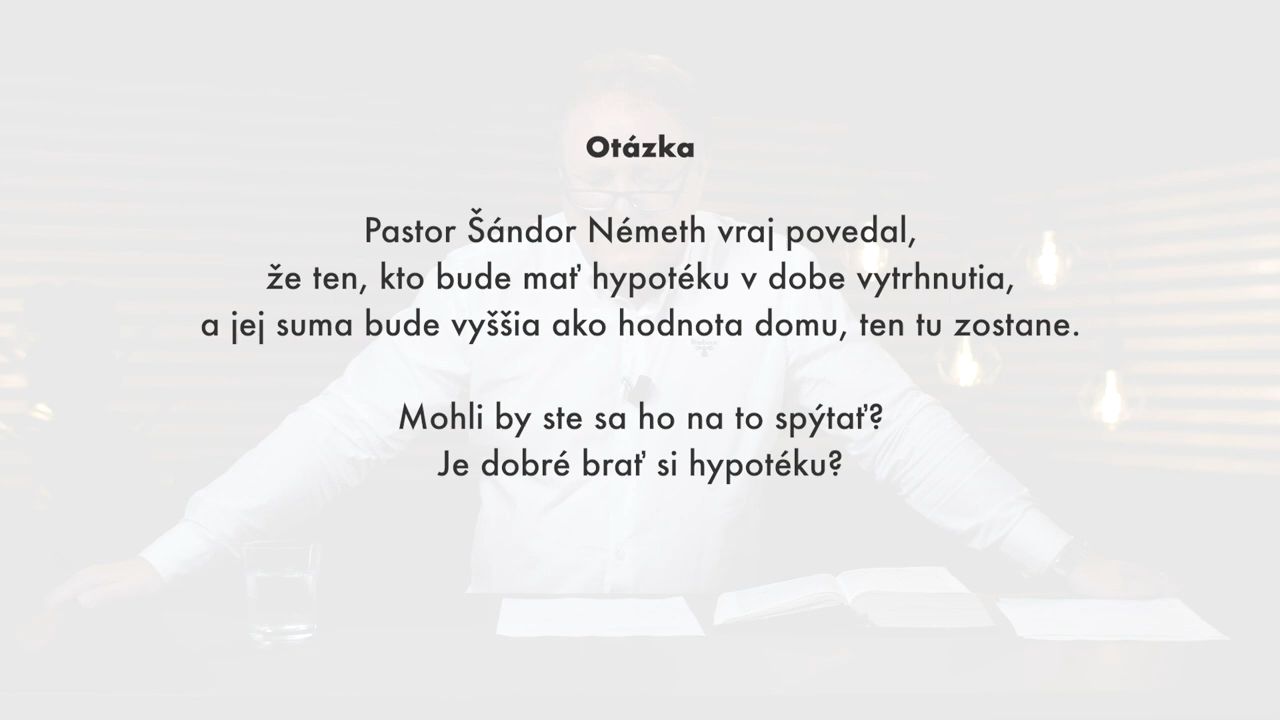 Otázka
Pastor Šándor Németh vraj povedal,
že ten, kto bude mať hypotéku v dobe vytrhnutia,
a jej suma bude vyššia ako hodnota domu, ten tu zostane.
Mohli by ste sa ho na to spýtať?
Je dobré brať si hypotéku?